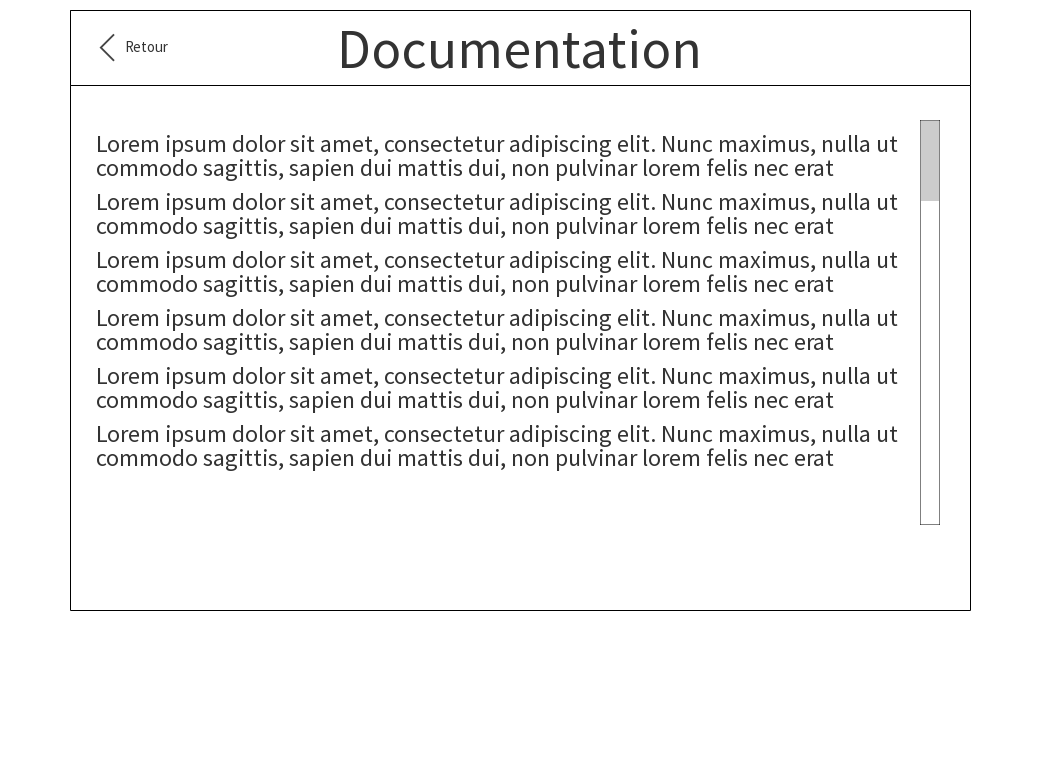 Retour
Documentation
Lorem ipsum dolor sit amet, consectetur adipiscing elit. Nunc maximus, nulla ut
commodo sagittis, sapien dui mattis dui, non pulvinar lorem felis nec erat
Lorem ipsum dolor sit amet, consectetur adipiscing elit. Nunc maximus, nulla ut
commodo sagittis, sapien dui mattis dui, non pulvinar lorem felis nec erat
Lorem ipsum dolor sit amet, consectetur adipiscing elit. Nunc maximus, nulla ut
commodo sagittis, sapien dui mattis dui, non pulvinar lorem felis nec erat
Lorem ipsum dolor sit amet, consectetur adipiscing elit. Nunc maximus, nulla ut
commodo sagittis, sapien dui mattis dui, non pulvinar lorem felis nec erat
Lorem ipsum dolor sit amet, consectetur adipiscing elit. Nunc maximus, nulla ut
commodo sagittis, sapien dui mattis dui, non pulvinar lorem felis nec erat
Lorem ipsum dolor sit amet, consectetur adipiscing elit. Nunc maximus, nulla ut
commodo sagittis, sapien dui mattis dui, non pulvinar lorem felis nec erat